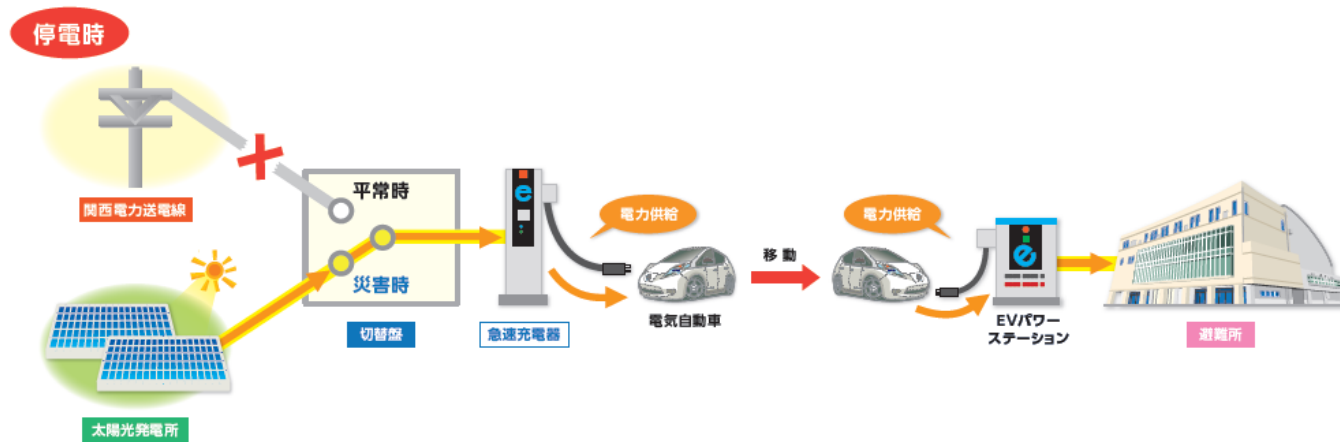 停電時
関西電力送電線
平常時
災害時
切替盤
太陽光発電所
e
急速充電器
電力供給
電気自動車
移動
電力供給
e
EVパワー
ステーション
避難所